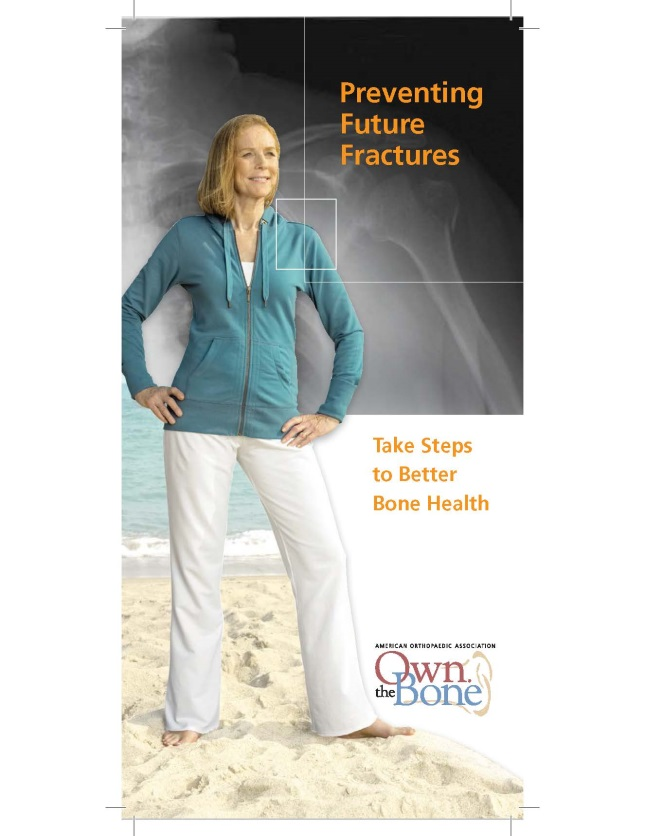 Preventing
Future
Fractures
Take Steps
to Better
Bone Health
AMERICAN ORTHOPAEDIC ASSOCIATION
Own
the Bone